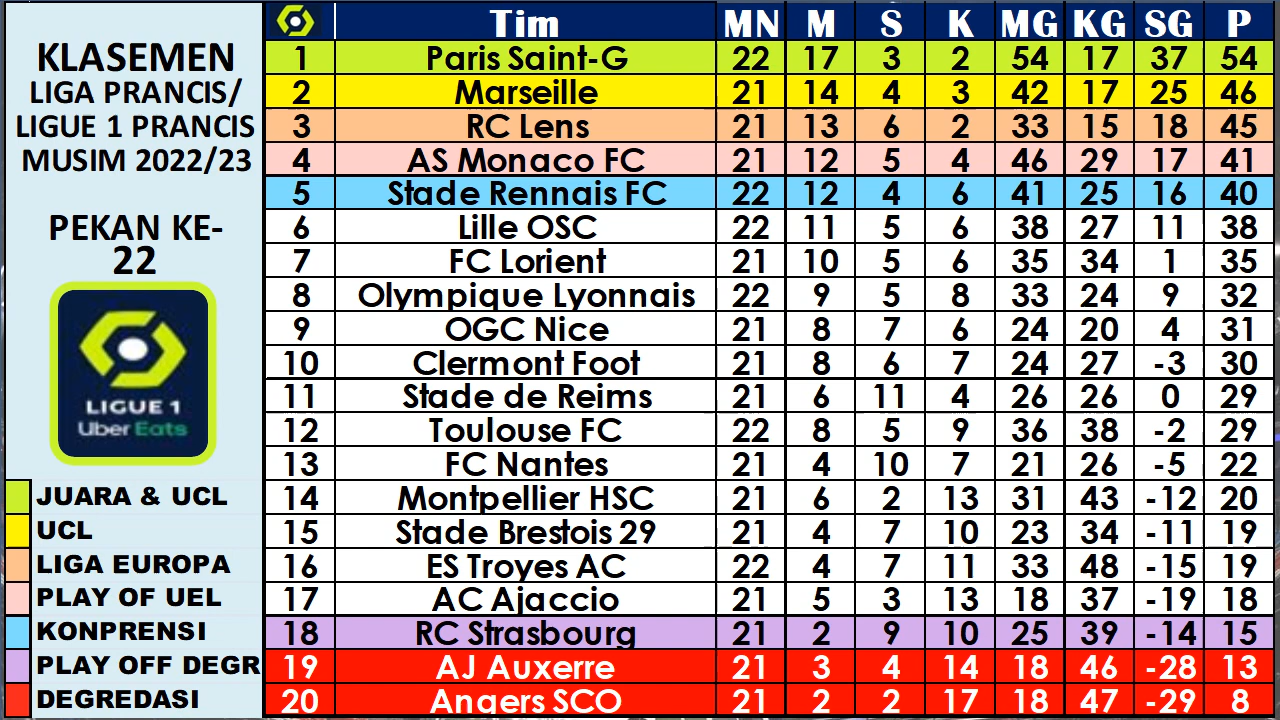 KLASEMEN
LIGA PRANCIS/
LIGUE 1 PRANCIS
MUSIM 2022/23
PEKAN KE-
22
LIGUE 1
Uber Eats
JUARA & UCL
UCL
LIGA EUROPA
PLAY OF UEL
KONPRENSI
PLAY OFF DEGR
DEGREDASI
Tim MN M S K MG KG SG P
1 Paris Saint-G 22 17 3 2 54 17 37 54
2 Marseille 21 14 4 3 42 17 25 46
3 RC Lens 21 13 6 2 33 15 18 45
4 AS Monaco FC 21 12 5 4 46 29 17 41
5 Stade Rennais FC 22 12 4 6 41 25 16 40
6 Lille OSC 22 11 5 6 38 27 11 38
7 FC Lorient 21 10 5 6 35 34 1 35
8 Olympique Lyonnais 22 9 5 8 33 24 9 32
9 OGC Nice 21 8 7 6 24 20 4 31
10 Clermont Foot 21 8 6 7 24 27 -3 30
11 Stade de Reims 21 6 11 4 26 26 0 29
12 Toulouse FC 22 8 5 9 36 38 -2 29
13 FC Nantes 21 4 10 7 21 26 -5 22
14 Montpellier HSC 21 6 2 13 31 43 -12 20
15 Stade Brestois 29 21 4 7 10 23 34 -11 19
16 ES Troyes AC 22 4 7 11 33 48 -15 19
17 AC Ajaccio 21 5 3 13 18 37 -19 18
18 RC Strasbourg 21 2 9 10 25 39 -14 15
19 AJ Auxerre 21 3 4 14 18 46 -28 13
20 Angers SCO 21 2 2 17 18 47 -29 8